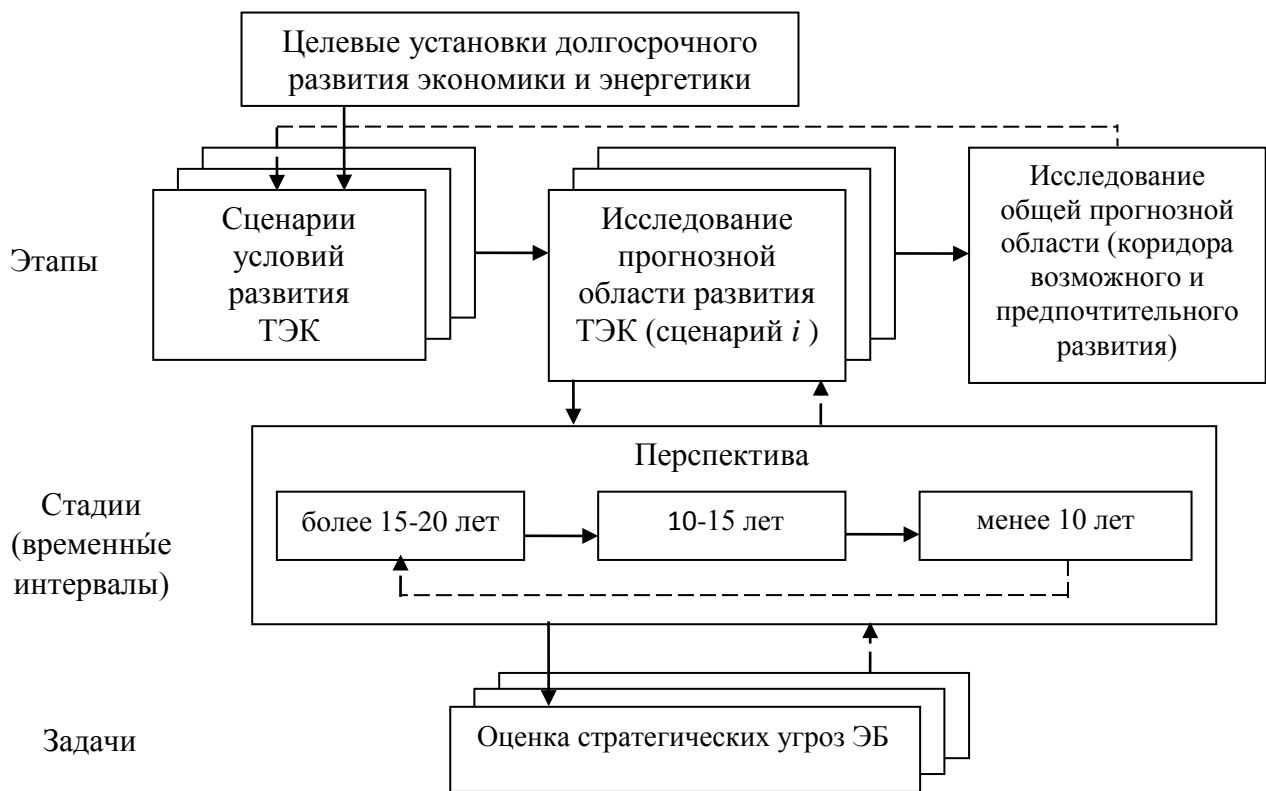 Целевые установки долгосрочного
развития экономики и энергетики
Этапы
Сценарии
условий
развития
ТЭК
Исследование
прогнозной
области развития
ТЭК (сценарий i )
Исследование
общей прогнозной
области (коридора
возможного и
предпочтительного
развития)
Стадии
(временны́е
интервалы)
Перспектива
более 15-20 лет
10-15 лет
менее 10 лет
Задачи
Оценка стратегических угроз ЭБ